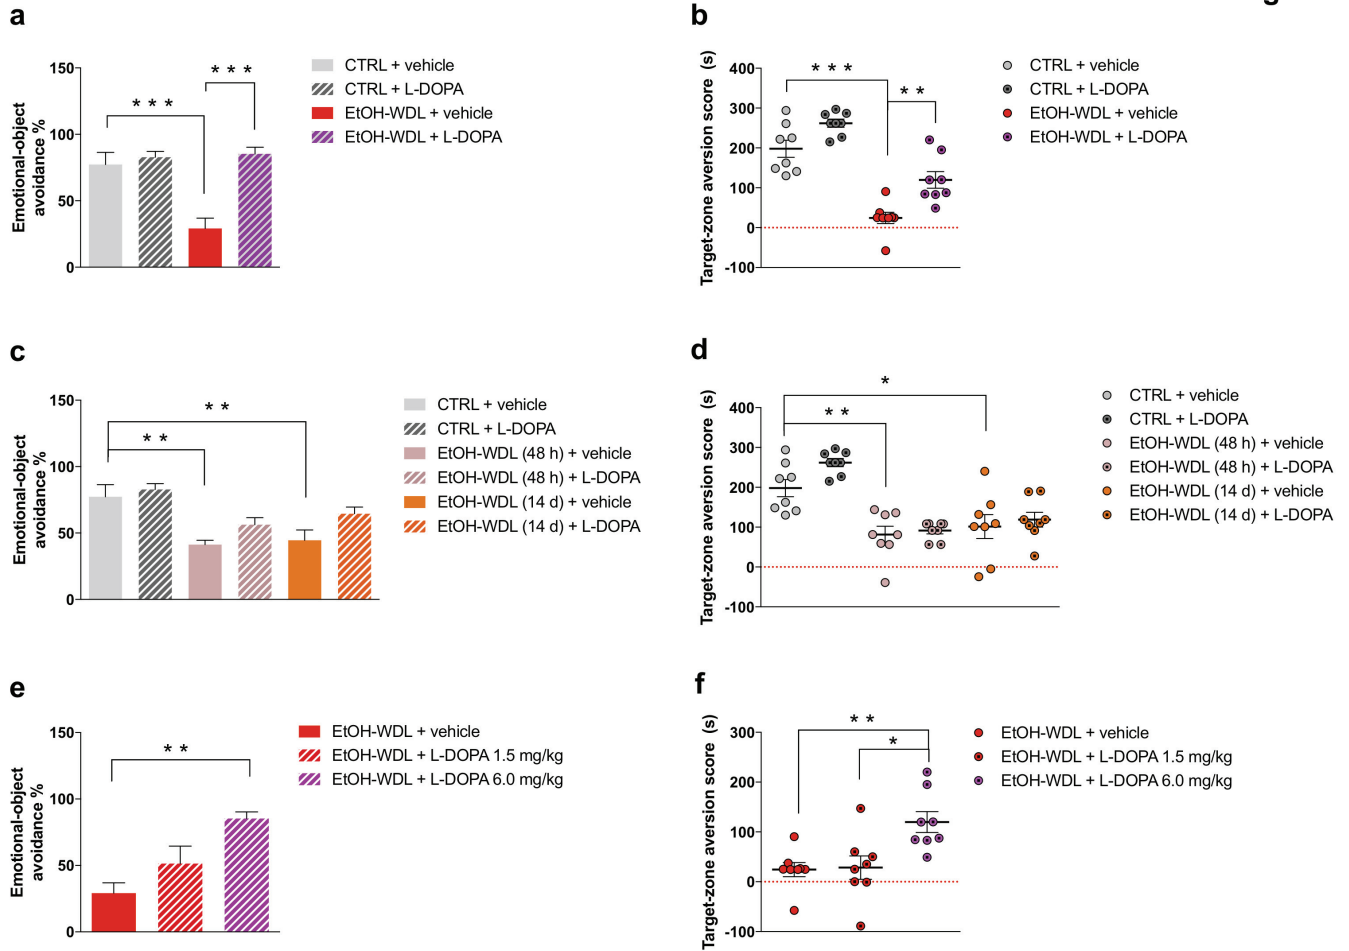 g
a
150
100
50
0
Emotional-object
avoidance %
* * *
* * *
CTRL + vehicle
CTRL + L-DOPA
EtOH-WDL + vehicle
EtOH-WDL + L-DOPA
b
400
300
200
100
0
-100
Target-zone aversion score (s)
* * *
* *
CTRL + vehicle
CTRL + L-DOPA
EtOH-WDL + vehicle
EtOH-WDL + L-DOPA
c
150
100
50
0
Emotional-object
avoidance %
* *
* *
CTRL + vehicle
CTRL + L-DOPA
EtOH-WDL (48 h) + vehicle
EtOH-WDL (48 h) + L-DOPA
EtOH-WDL (14 d) + vehicle
EtOH-WDL (14 d) + L-DOPA
d
400
300
200
100
0
-100
Target-zone aversion score (s)
*
* *
CTRL + vehicle
CTRL + L-DOPA
EtOH-WDL (48 h) + vehicle
EtOH-WDL (48 h) + L-DOPA
EtOH-WDL (14 d) + vehicle
EtOH-WDL (14 d) + L-DOPA
e
150
100
50
0
Emotional-object
avoidance %
* *
EtOH-WDL + vehicle
EtOH-WDL + L-DOPA 1.5 mg/kg
EtOH-WDL + L-DOPA 6.0 mg/kg
f
300
200
100
0
-100
Target-zone aversion score (s)
* *
*
EtOH-WDL + vehicle
EtOH-WDL + L-DOPA 1.5 mg/kg
EtOH-WDL + L-DOPA 6.0 mg/kg